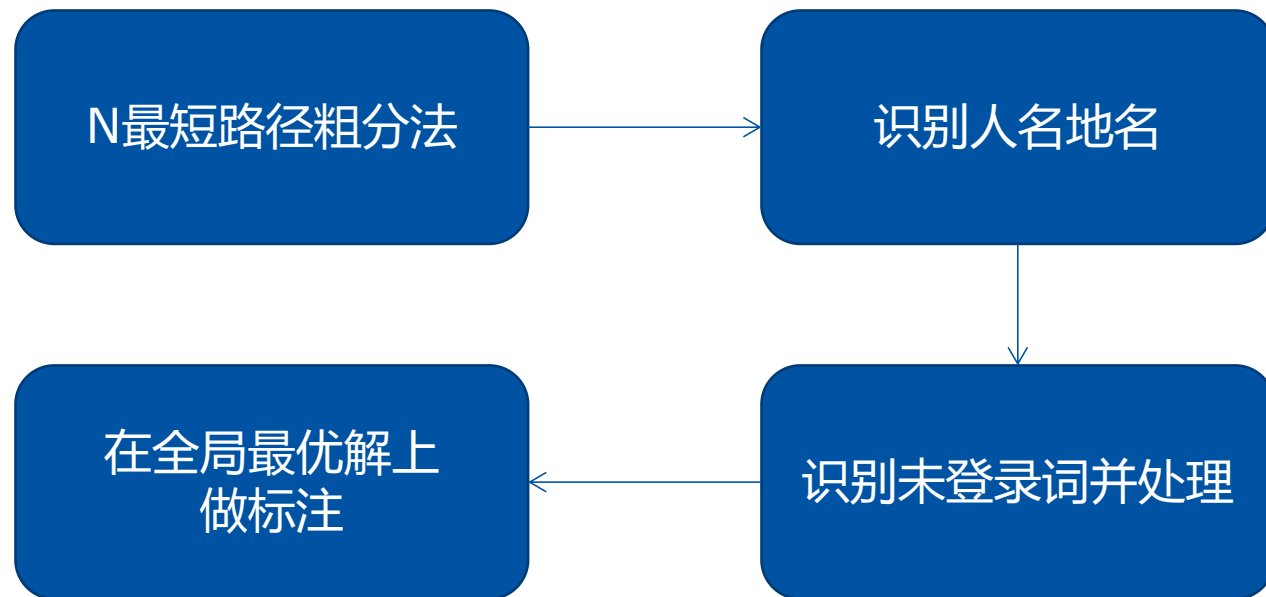 N最短路径粗分法
识别人名地名
识别未登录词并处理
在全局最优解上
做标注